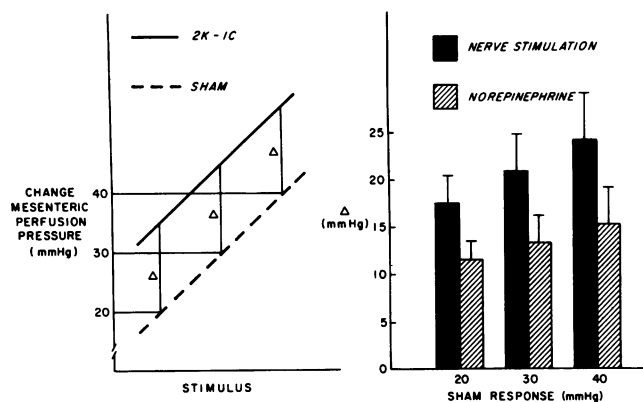 2K-1C
SHAM
CHANGE
MESENTERIC
PERFUSION
PRESSURE
(mmHg)
40
30
20
Δ
Δ
Δ
STIMULUS
NERVE STIMULATION
NOREPINEPHRINE
Δ
(mmHg)
25
20
15
10
5
0
20
30
40
SHAM RESPONSE (mmHg)